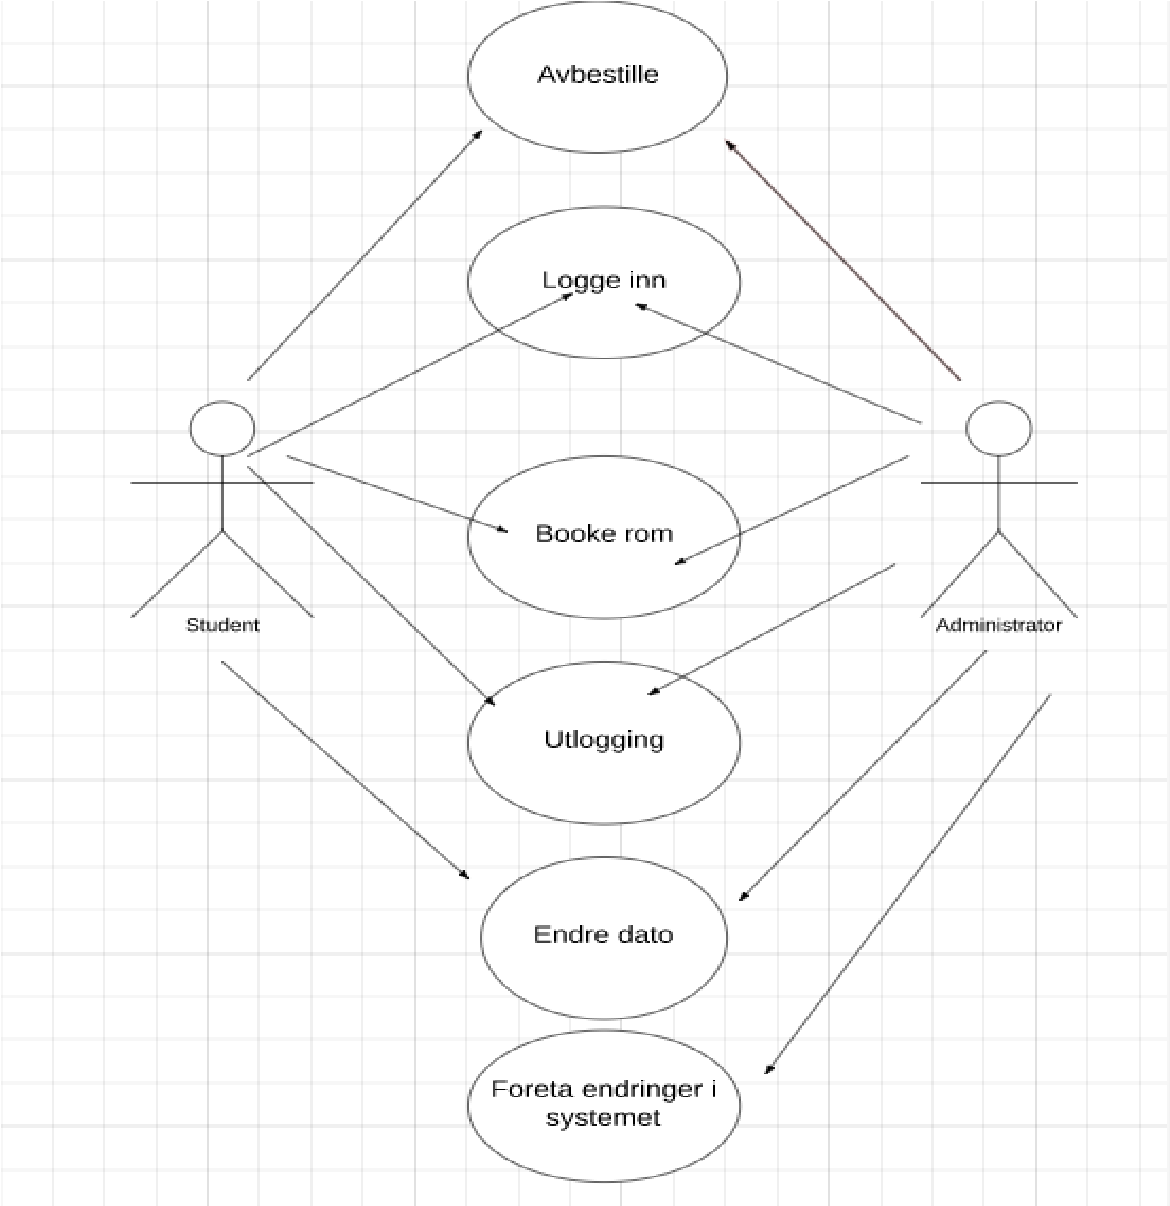 Avbestille
Logge inn
Booke rom
Student
Administrator
Utlogging
Endre dato
Foreta endringer i
systemet